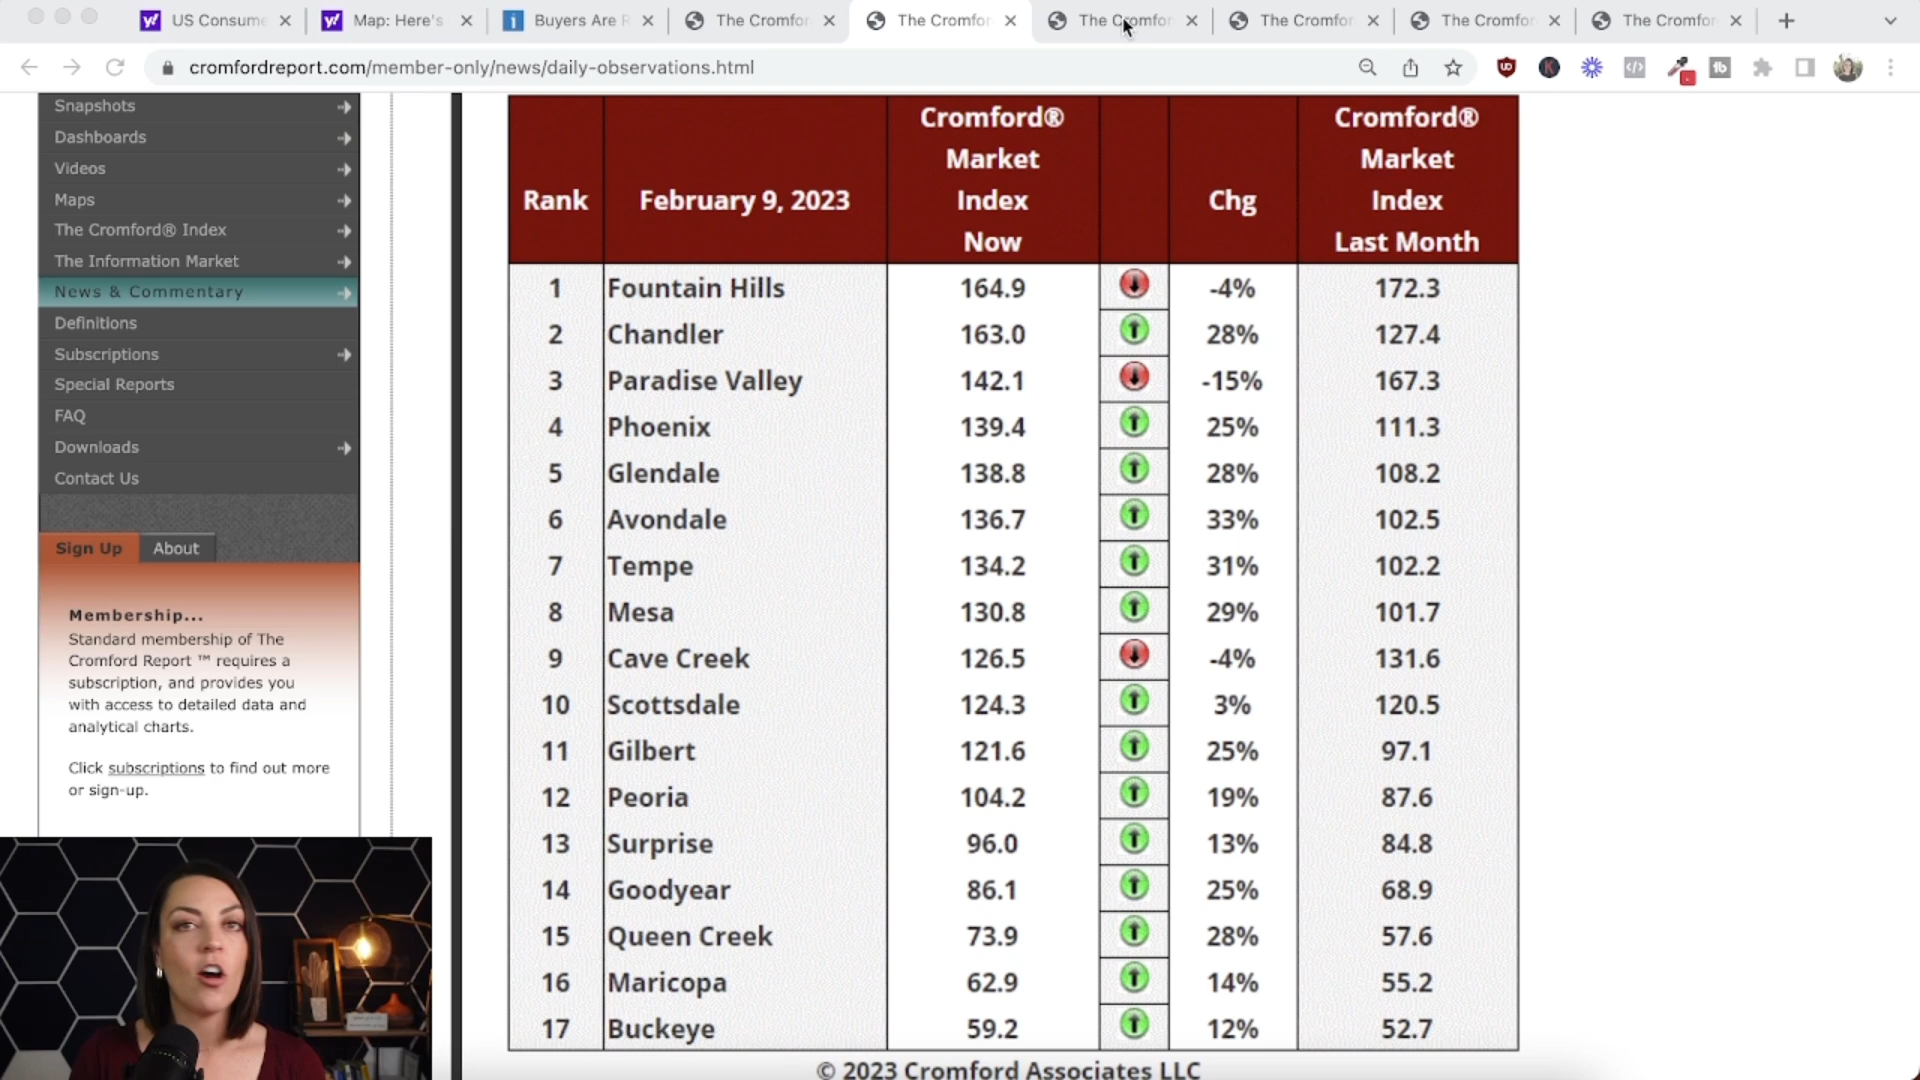 US Consume
Map: Here's
Buyers Are R
The Cromfor
The Cromfor
The Cromfor
The Cromfor
The Cromfor
The Cromfor
cromfordreport.com/member-only/news/daily-observations.html
Snapshots
Dashboards
Videos
Maps
The Cromford® Index
The Information Market
News & Commentary
Definitions
Subscriptions
Special Reports
FAQ
Downloads
Contact Us
Sign Up About
Membership...
Standard membership of The
Cromford Report ™ requires a
subscription, and provides you
with access to detailed data and
analytical charts.
Click subscriptions to find out more
or sign-up.
Rank February 9, 2023 Cromford® Market Index Now Chg Cromford® Market Index Last Month
1 Fountain Hills 164.9 -4% 172.3
2 Chandler 163.0 28% 127.4
3 Paradise Valley 142.1 -15% 167.3
4 Phoenix 139.4 25% 111.3
5 Glendale 138.8 28% 108.2
6 Avondale 136.7 33% 102.5
7 Tempe 134.2 31% 102.2
8 Mesa 130.8 29% 101.7
9 Cave Creek 126.5 -4% 131.6
10 Scottsdale 124.3 3% 120.5
11 Gilbert 121.6 25% 97.1
12 Peoria 104.2 19% 87.6
13 Surprise 96.0 13% 84.8
14 Goodyear 86.1 25% 68.9
15 Queen Creek 73.9 28% 57.6
16 Maricopa 62.9 14% 55.2
17 Buckeye 59.2 12% 52.7
© 2023 Cromford Associates LLC